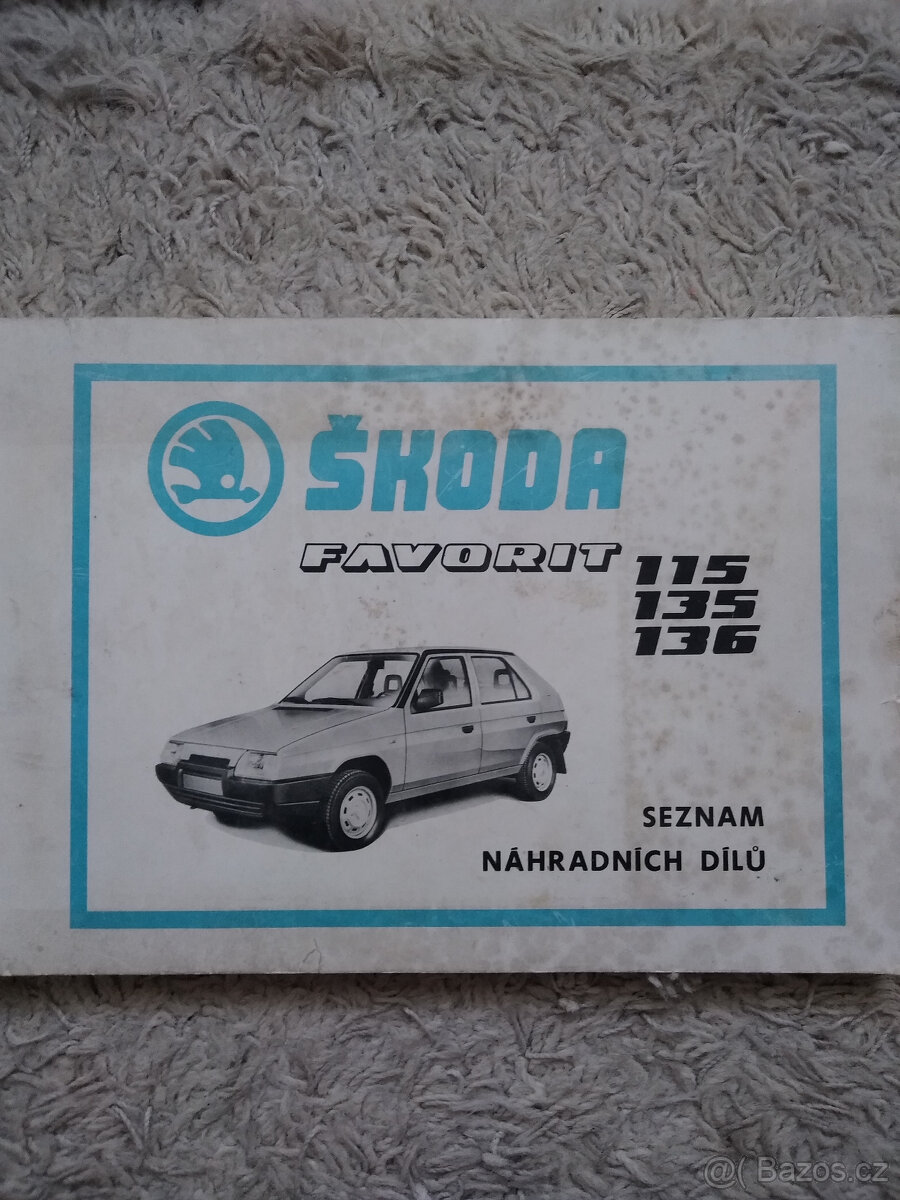 ŠKODA
FAVORIT
115
135
136
SEZNAM
NÁHRADNÍCH DÍLŮ
@( Bazos.cz